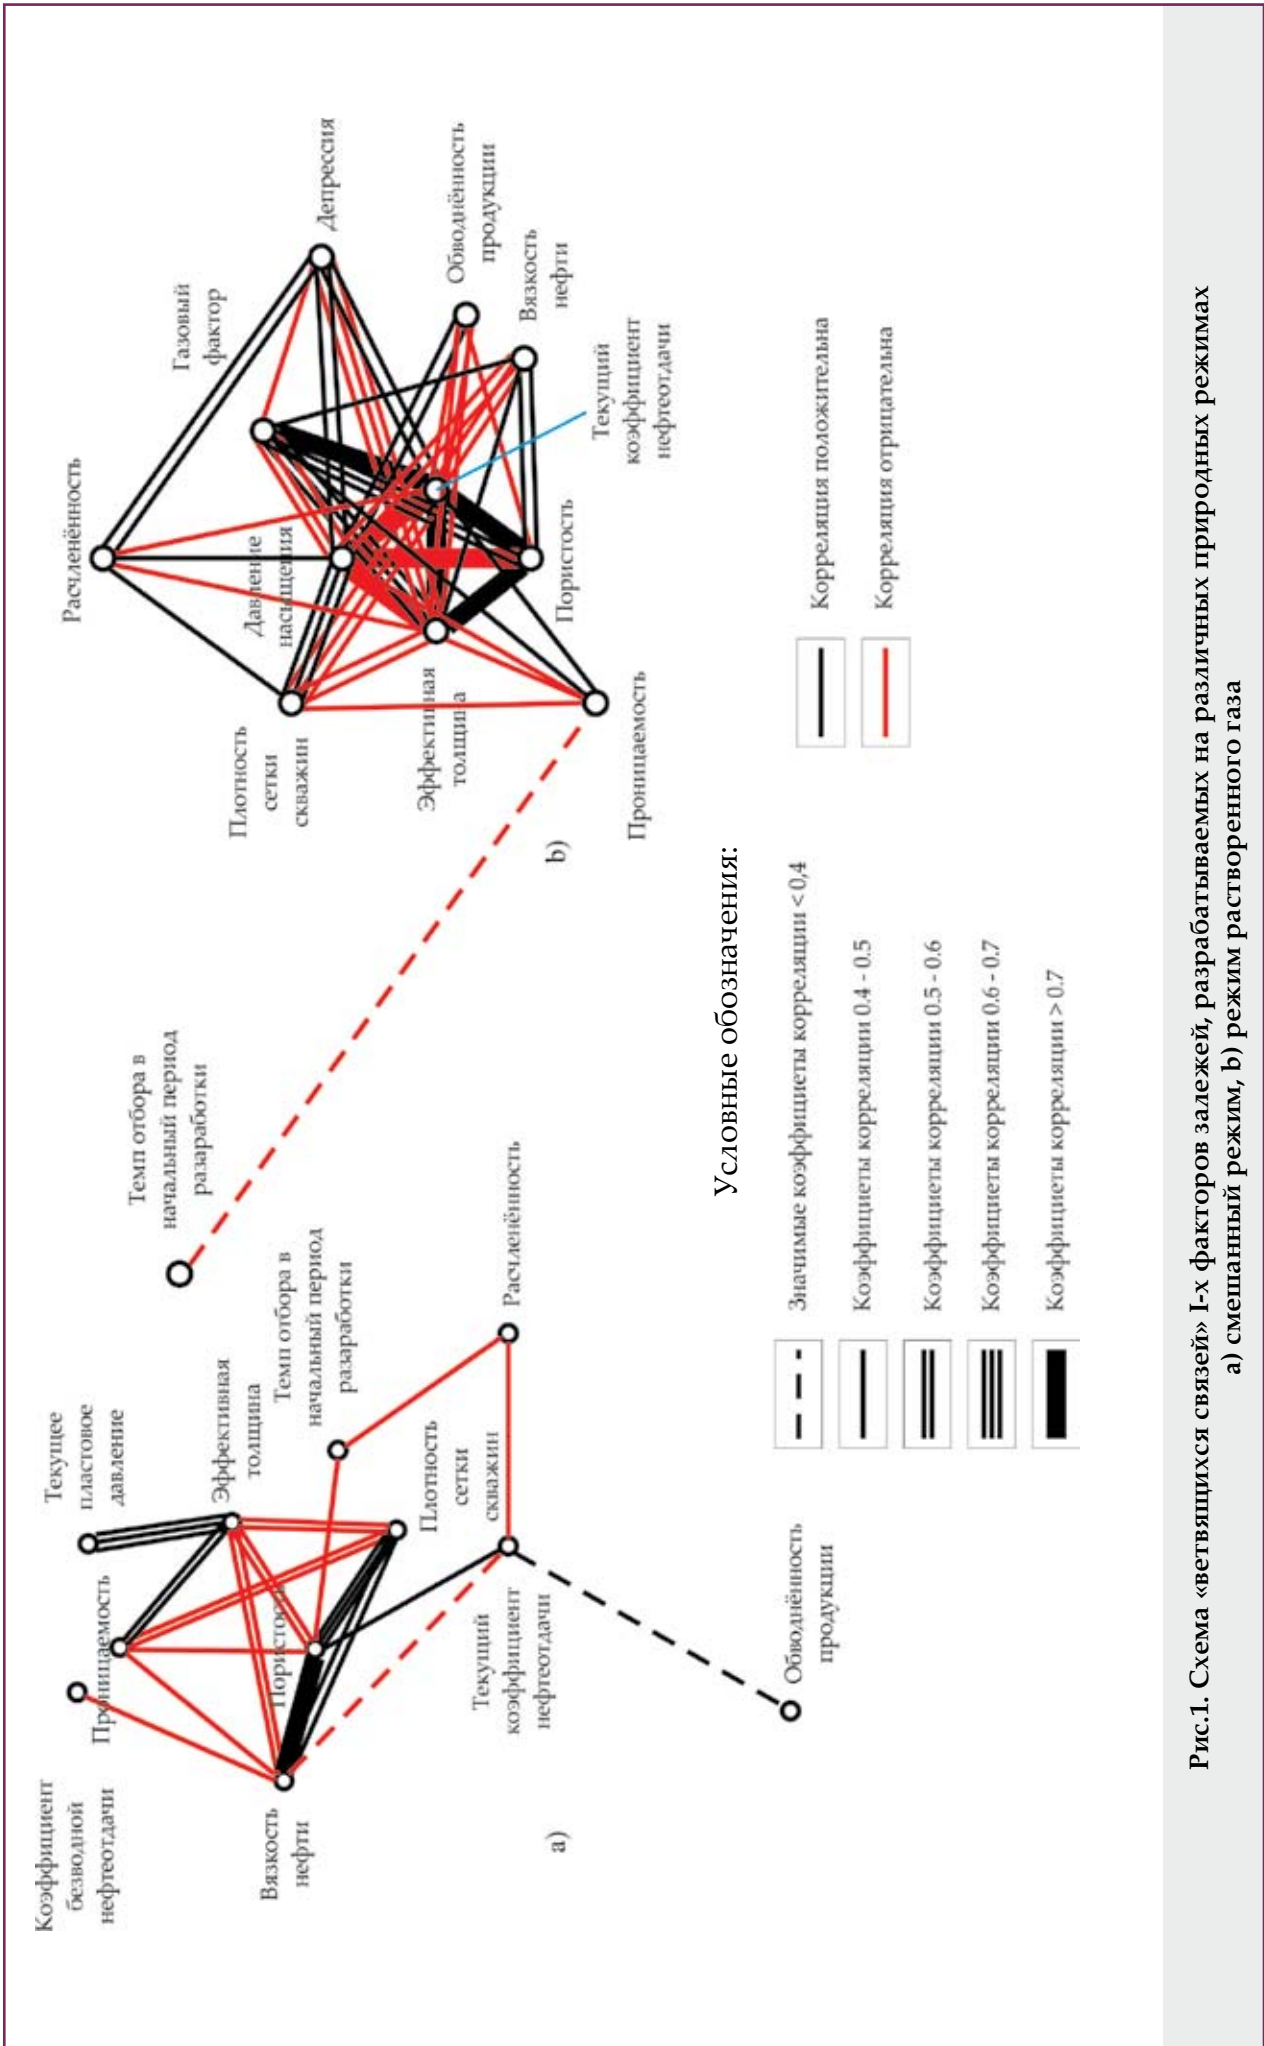 Коэффициент
безводной
нефтеотдачи
Текущее
пластовое
давление
Проницаемость
Эффективная
толщина
Темп отбора в
начальный период
разаработки
Вязкость
нефти
Пористость
Плотность
сетки
скважин
Расчленённость
Текущий
коэффициент
нефтеотдачи
Обводнённость
продукции
a)
Темп отбора в
начальный период
разаработки
Расчленённость
Газовый
фактор
Депрессия
Плотность
сетки
скважин
Давление
насыщения
Обводнённость
продукции
Эффективная
толщина
Вязкость
нефти
Пористость
Текущий
коэффициент
нефтеотдачи
Проницаемость
b)
Условные обозначения:
Значимые коэффициеты корреляции < 0,4
Коэффициеты корреляции 0.4 - 0.5
Коэффициеты корреляции 0.5 - 0.6
Коэффициеты корреляции 0.6 - 0.7
Коэффициеты корреляции > 0.7
Корреляция положительна
Корреляция отрицательна
Рис.1. Схема «ветвящихся связей» I-х факторов залежей, разрабатываемых на различных природных режимах
a) смешанный режим, b) режим растворенного газа